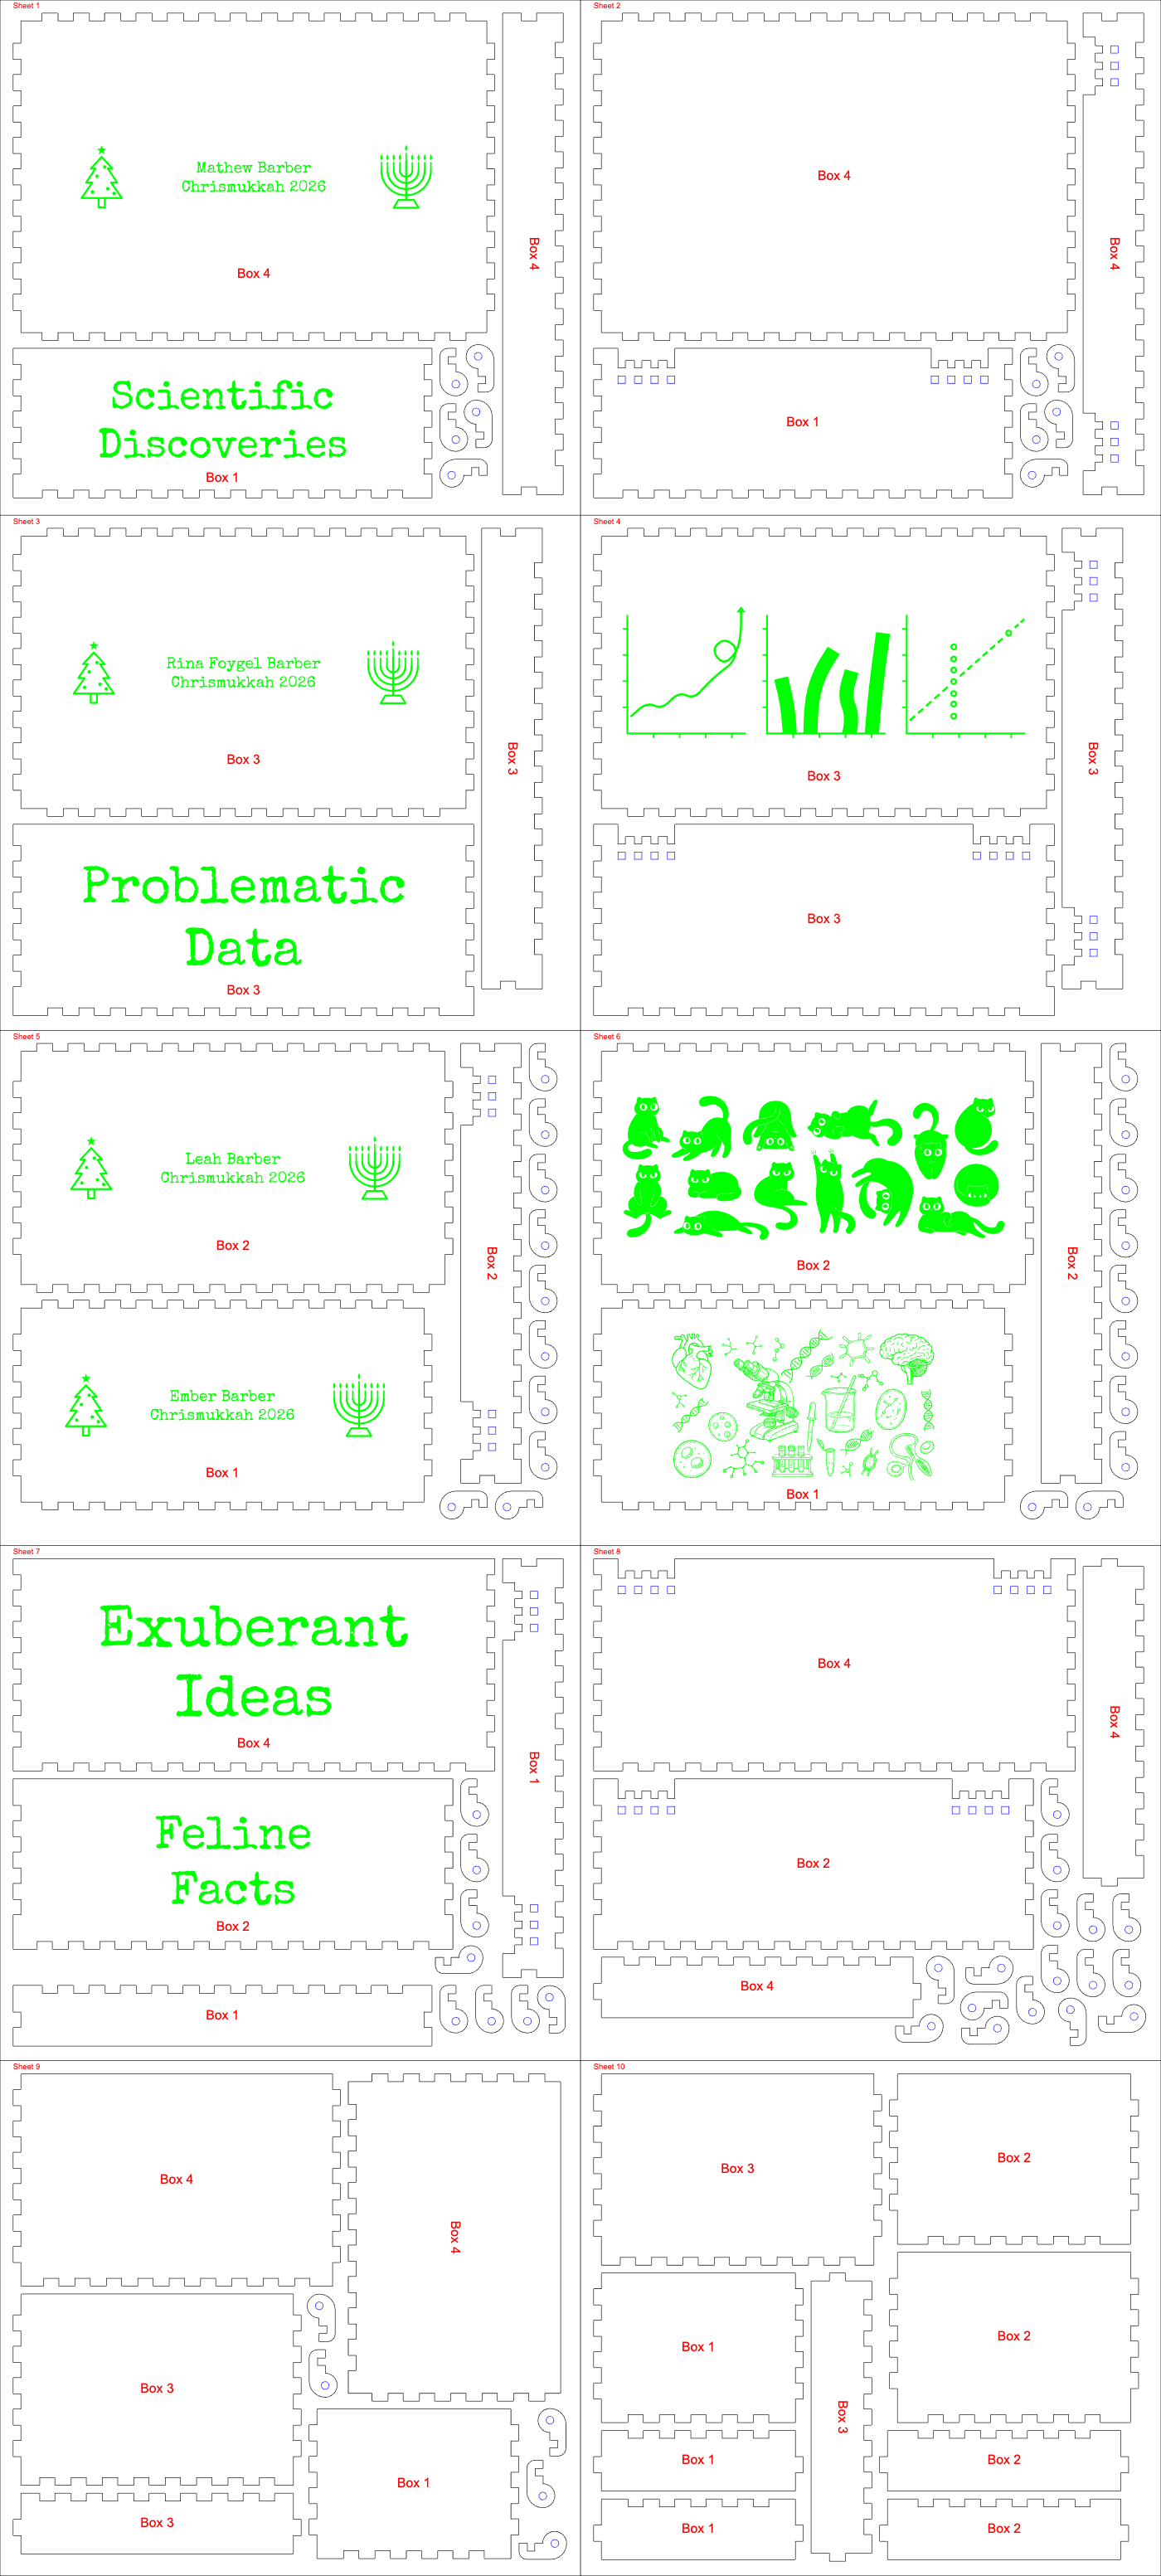 Sheet 1
Mathew Barber
Chrismukkah 2026
Box 4
Box 4
Scientific
Discoveries
Box 1
Sheet 2
Box 4
Box 4
Box 1
Sheet 3
Rina Foygel Barber
Chrismukkah 2026
Box 3
Box 3
Problematic
Data
Box 3
Sheet 4
Box 3
Box 3
Box 3
Sheet 5
Leah Barber
Chrismukkah 2026
Box 2
Box 2
Ember Barber
Chrismukkah 2026
Box 1
Sheet 6
Box 2
Box 2
Box 1
Sheet 7
Exuberant
Ideas
Box 4
Box 1
Feline
Facts
Box 2
Box 1
Sheet 8
Box 4
Box 4
Box 2
Box 4
Sheet 9
Box 4
Box 4
Box 3
Box 1
Box 3
Sheet 10
Box 3
Box 2
Box 1
Box 2
Box 3
Box 1
Box 2
Box 1
Box 2